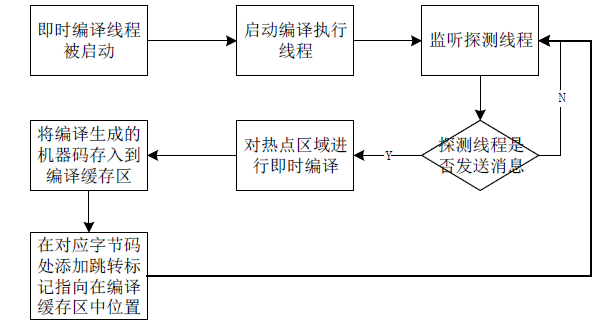 即时编译线程
被启动
启动编译执行
线程
监听探测线程
N
探测线程是
否发送消息
Y
对热点区域进
行即时编译
将编译生成的
机器码存入到
编译缓存区
在对应字节码
处添加跳转标
记指向在编译
缓存区中位置